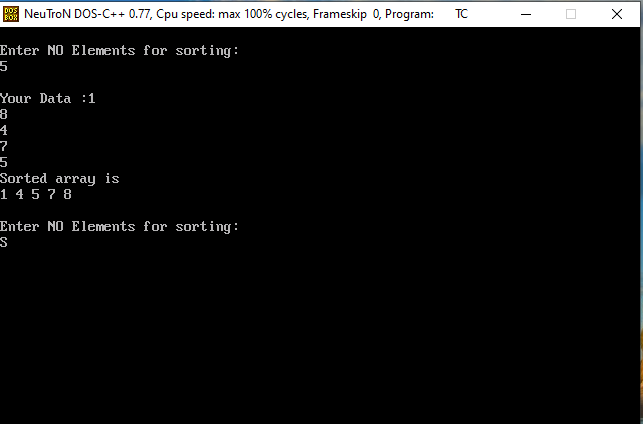 DOS
BOX
NeuTroN DOS-C++ 0.77, Cpu speed: max 100% cycles, Frameskip 0, Program: TC
Enter NO Elements for sorting:
5
Your Data :1
8
4
7
5
Sorted array is
1 4 5 7 8
Enter NO Elements for sorting:
S